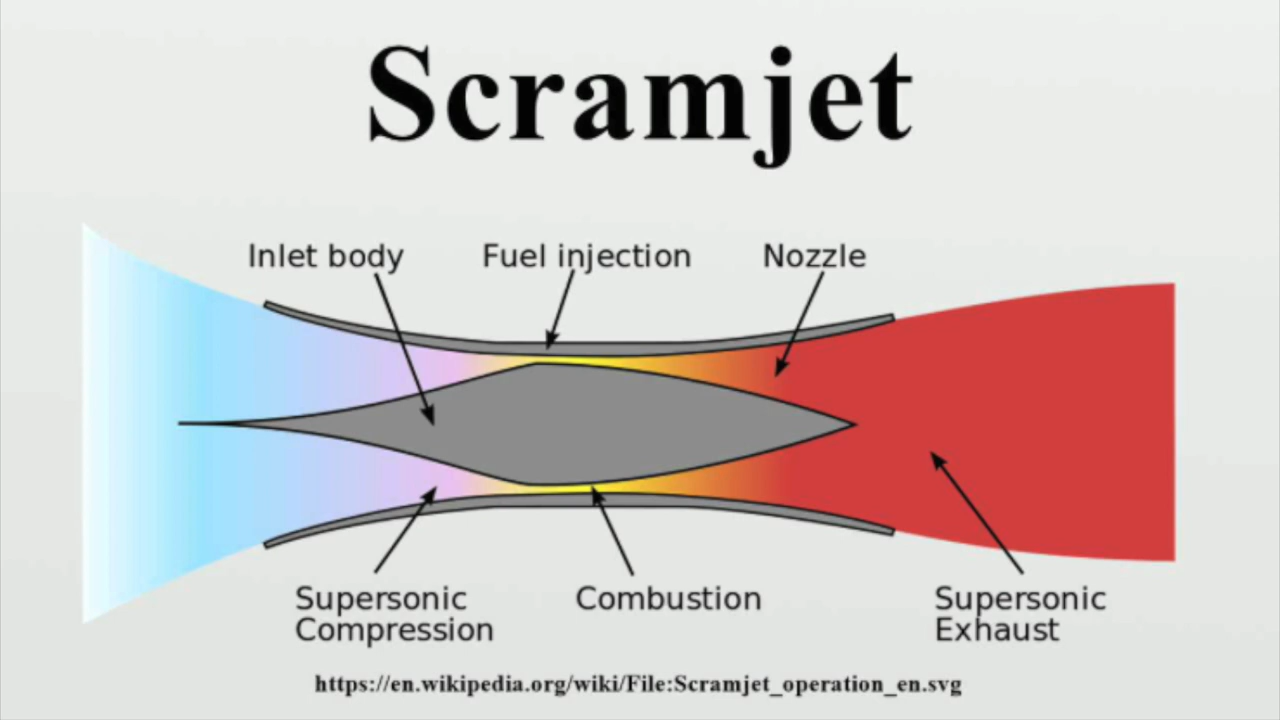 Scramjet
Inlet body
Fuel injection
Nozzle
Supersonic
Compression
Combustion
Supersonic
Exhaust
https://en.wikipedia.org/wiki/File:Scramjet_operation_en.svg